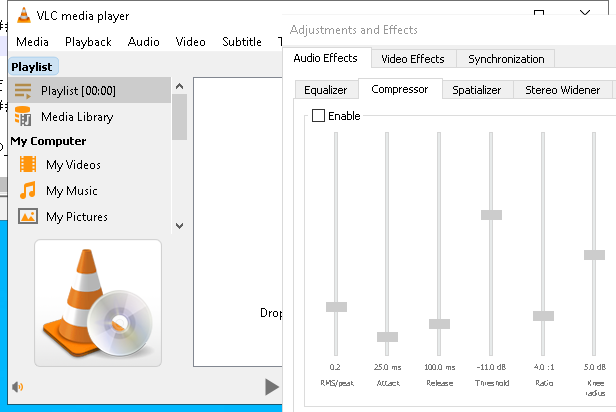 VLC media player
Media Playback Audio Video Subtitle T
Playlist
Playlist [00:00]
Media Library
My Computer
My Videos
My Music
My Pictures
Drop
Adjustments and Effects
Audio Effects Video Effects Synchronization
Equalizer Compressor Spatializer Stereo Widener
Enable
0.2 25.0 ms 100.0 ms -11.0 dB 4.0 :1 5.0 dB
RMS/peak Attack Release Threshold Ratio Knee
radius